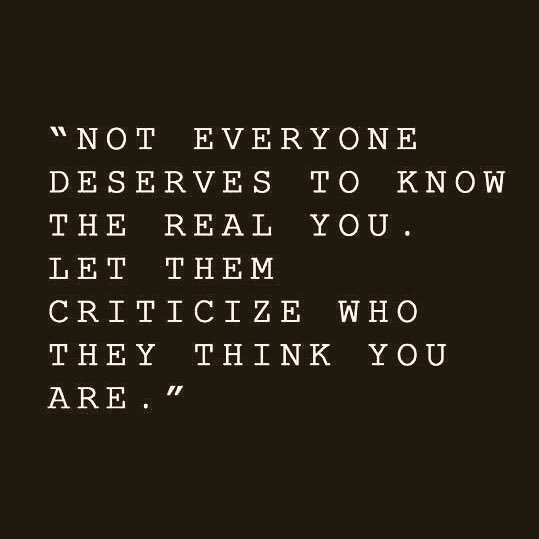 “NOT EVERYONE
DESERVES TO KNOW
THE REAL YOU.
LET THEM
CRITICIZE WHO
THEY THINK YOU
ARE.”